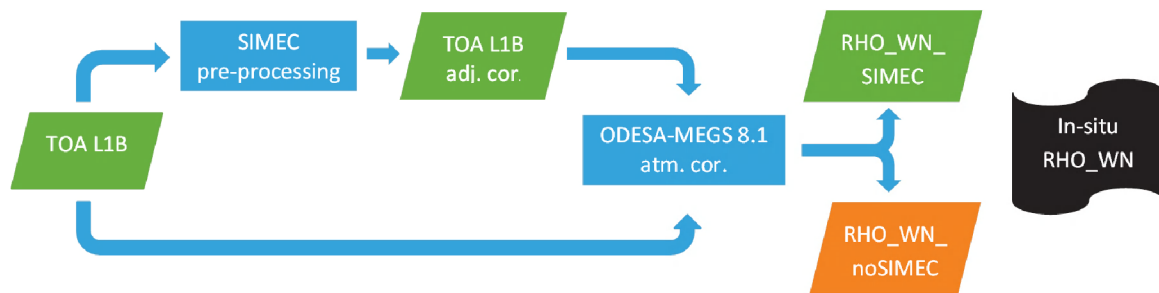 SIMEC
pre-processing
TOA L1B
adj. cor.
RHO_WN_
SIMEC
TOA L1B
ODESA-MEGS 8.1
atm. cor.
In-situ
RHO_WN
RHO_WN_
noSIMEC